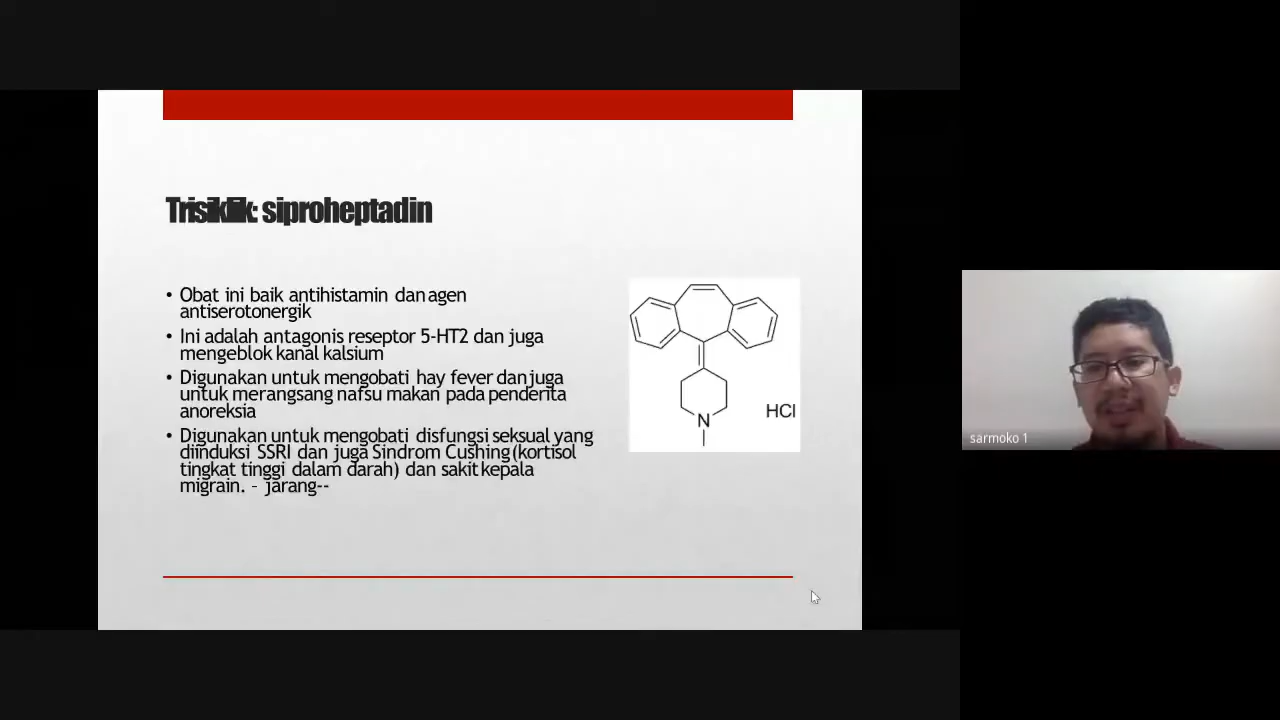 Trisiklik: siproheptadin
• Obat ini baik antihistamin dan agen
antiserotonergik
• Ini adalah antagonis reseptor 5-HT2 dan juga
mengeblok kanal kalsium
• Digunakan untuk mengobati hay fever dan juga
untuk merangsang nafsu makan pada penderita
anoreksia
• Digunakan untuk mengobati disfungsi seksual yang
diinduksi SSRI dan juga Sindrom Cushing (kortisol
tingkat tinggi dalam darah) dan sakit kepala
migrain. – jarang--
N
HCl
sarmoko 1